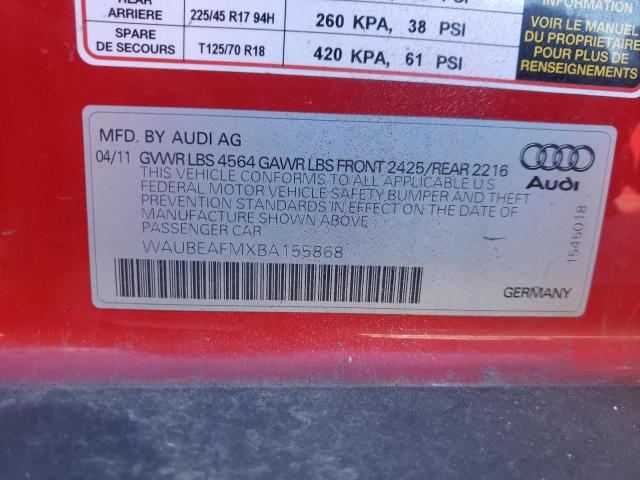 REAR
ARRIERE 225/45 R17 94H 260 KPA, 38 PSI
SPARE
DE SECOURS T125/70 R18 420 KPA, 61 PSI
INFORMATION
VOIR LE MANUEL
DU PROPRIETAIRE
POUR PLUS DE
RENSEIGNEMENTS
MFD. BY AUDI AG
04/11 GVWR LBS 4564 GAWR LBS FRONT 2425/REAR 2216
THIS VEHICLE CONFORMS TO ALL APPLICABLE U S
FEDERAL MOTOR VEHICLE SAFETY BUMPER AND THEFT
PREVENTION STANDARDS IN EFFECT ON THE DATE OF
MANUFACTURE SHOWN ABOVE
PASSENGER CAR
WAUBEAFMXBA155868
Audi
1545018
GERMANY